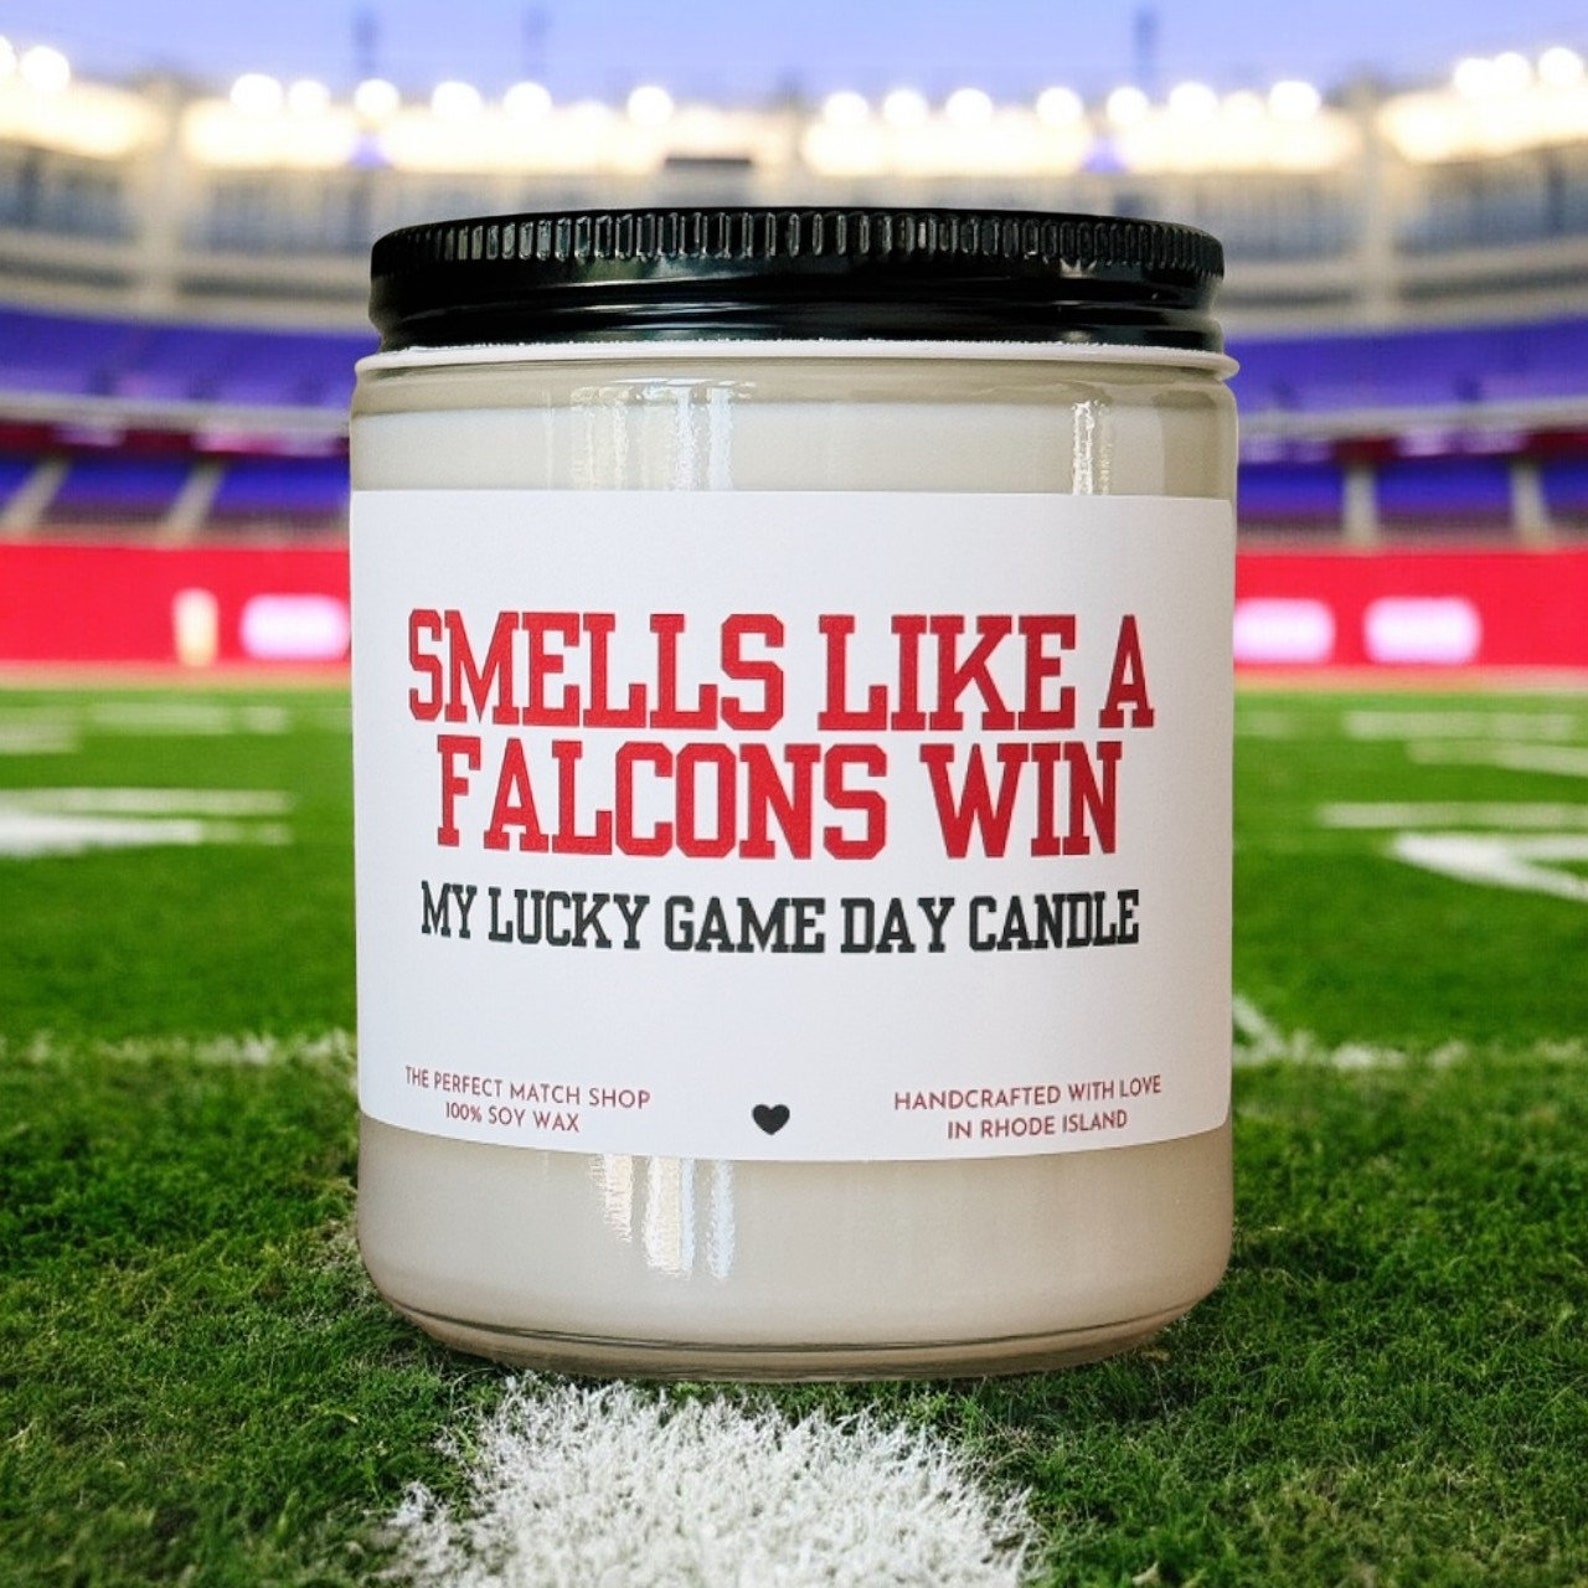 SMELLS LIKE A
FALCONS WIN
MY LUCKY GAME DAY CANDLE
THE PERFECT MATCH SHOP
100% SOY WAX
HANDCRAFTED WITH LOVE
IN RHODE ISLAND